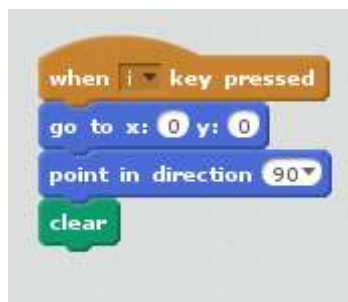 when i key pressed
go to x: 0 y: 0
point in direction 90
clear